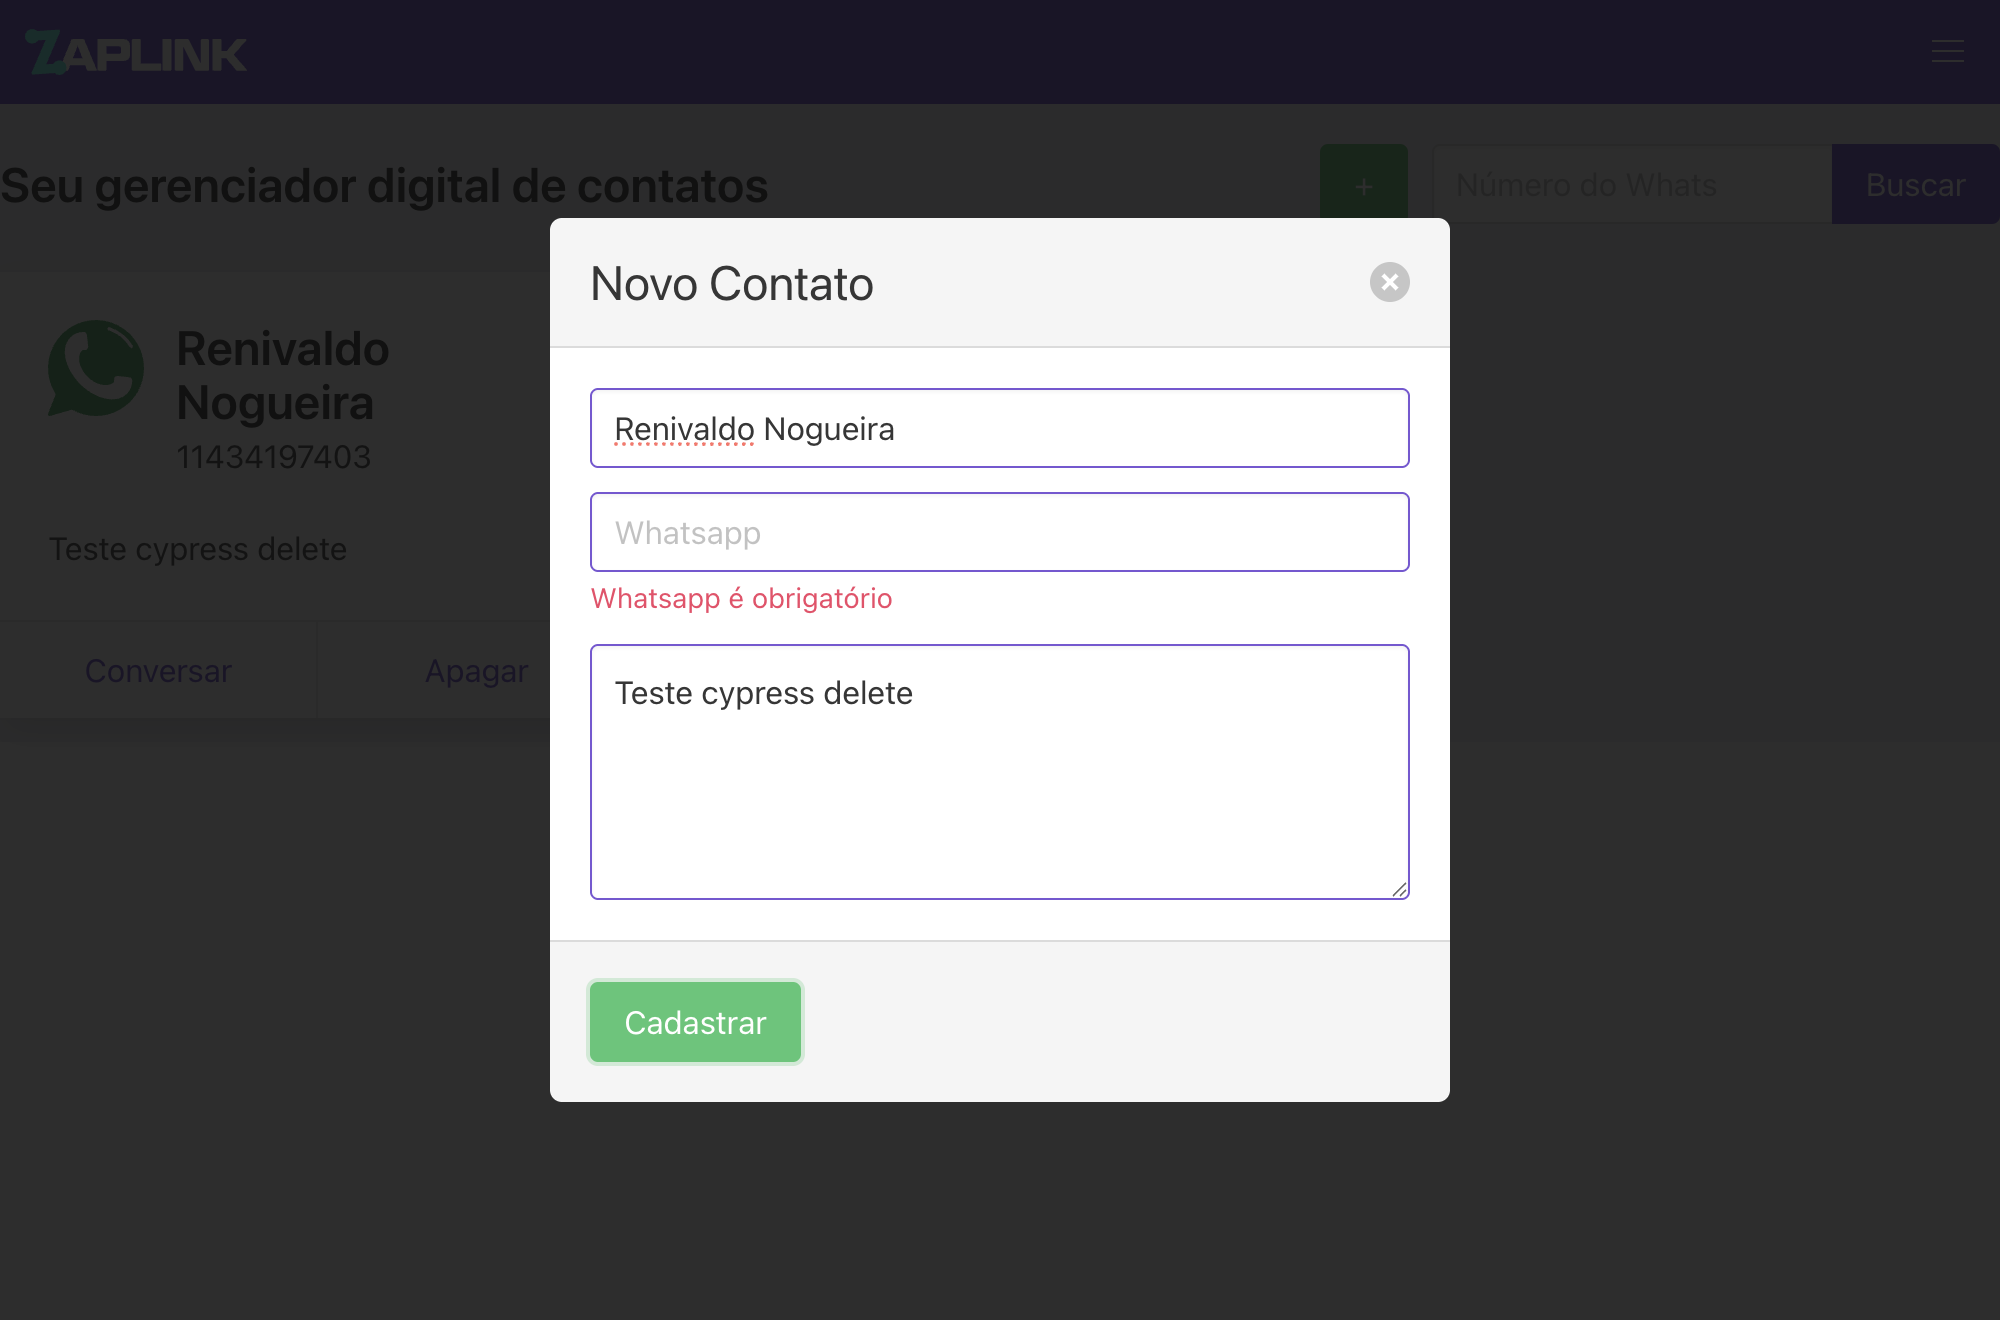 ZAPLINK
Seu gerenciador digital de contatos
+
Número do Whats
Buscar
Renivaldo
Nogueira
11434197403
Teste cypress delete
Conversar
Apagar
Novo Contato
Renivaldo Nogueira
Whatsapp
Whatsapp é obrigatório
Teste cypress delete
Cadastrar